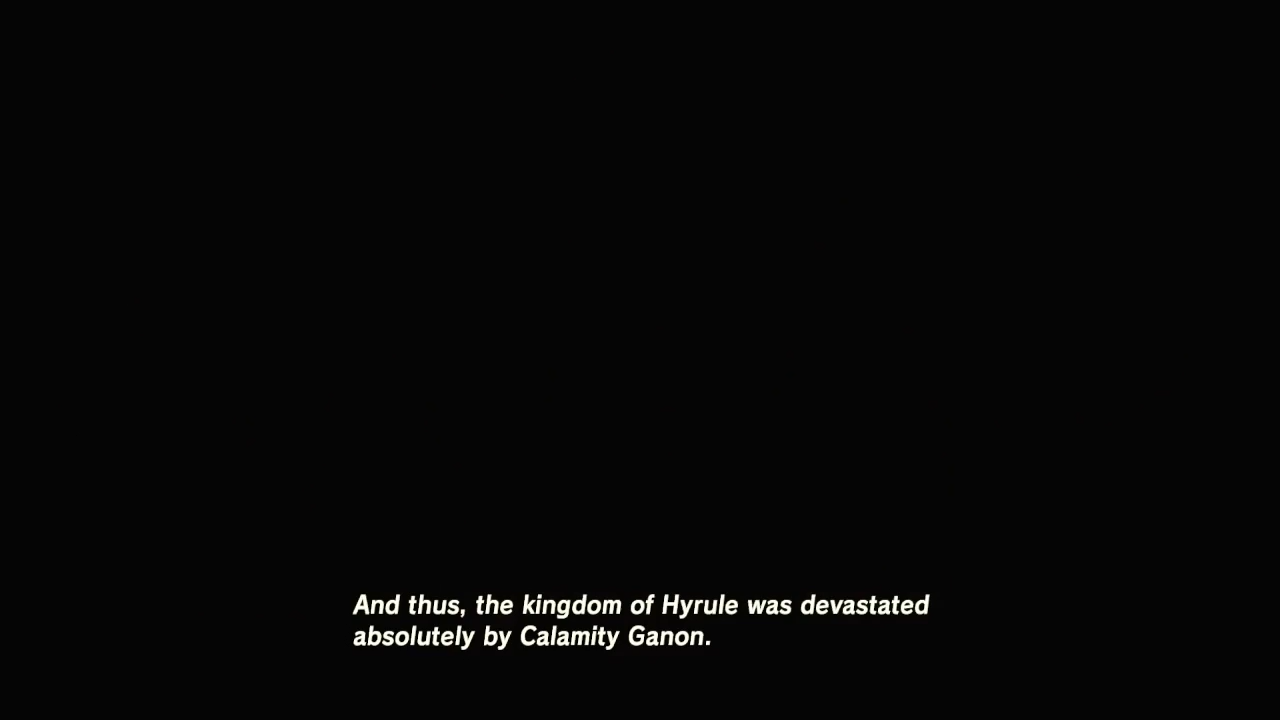 And thus, the kingdom of Hyrule was devastated
absolutely by Calamity Ganon.